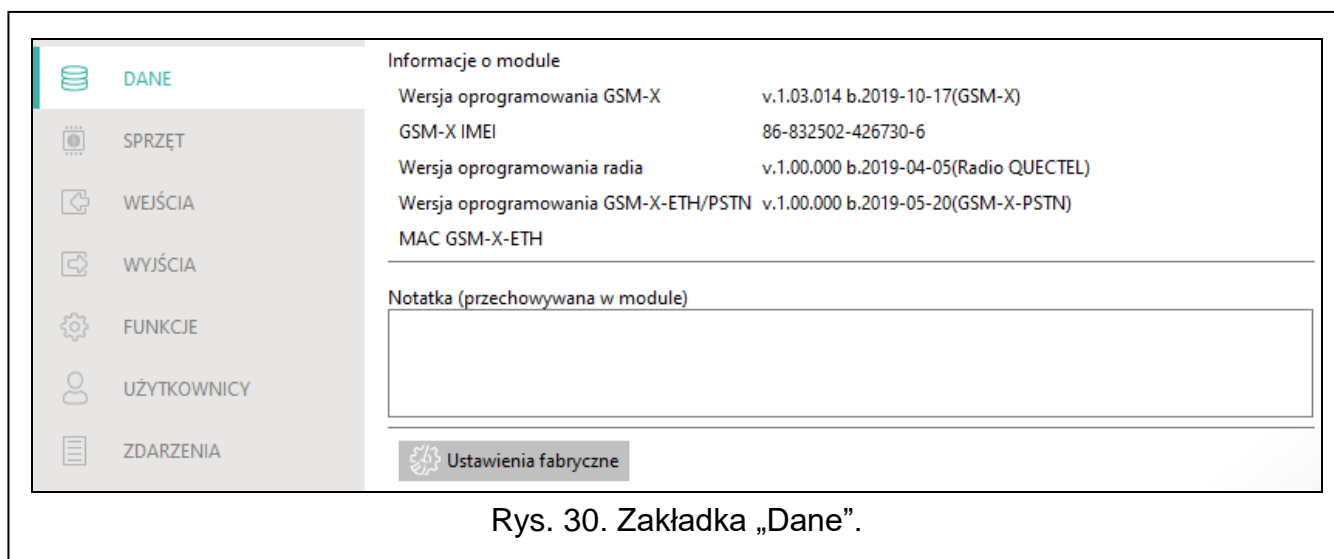 DANE
SPRZĘT
WEJŚCIA
WYJŚCIA
FUNKCJE
UŻYTKOWNICY
ZDARZENIA
Informacje o module
Wersja oprogramowania GSM-X v.1.03.014 b.2019-10-17(GSM-X)
GSM-X IMEI 86-832502-426730-6
Wersja oprogramowania radia v.1.00.000 b.2019-04-05(Radio QUECTEL)
Wersja oprogramowania GSM-X-ETH/PSTN v.1.00.000 b.2019-05-20(GSM-X-PSTN)
MAC GSM-X-ETH
Notatka (przechowywana w module)
Ustawienia fabryczne
Rys. 30. Zakładka „Dane”.